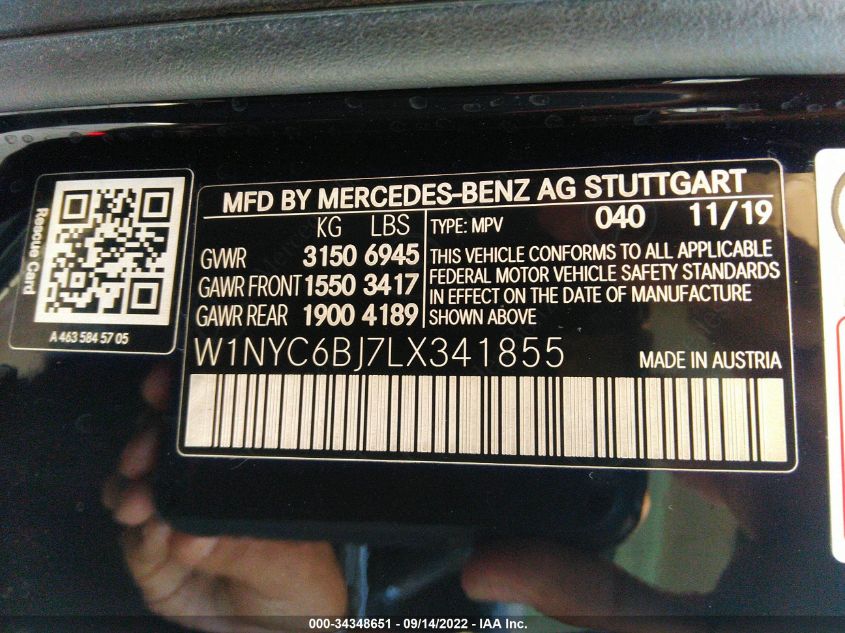 Rescue Card
A 463 584 57 05
MFD BY MERCEDES-BENZ AG STUTTGART
KG LBS TYPE: MPV 040 11/19
GVWR 3150 6945
GAWR FRONT 1550 3417
GAWR REAR 1900 4189
THIS VEHICLE CONFORMS TO ALL APPLICABLE
FEDERAL MOTOR VEHICLE SAFETY STANDARDS
IN EFFECT ON THE DATE OF MANUFACTURE
SHOWN ABOVE
W1NYC6BJ7LX341855 MADE IN AUSTRIA
000-34348651 - 09/14/2022 - IAA Inc.